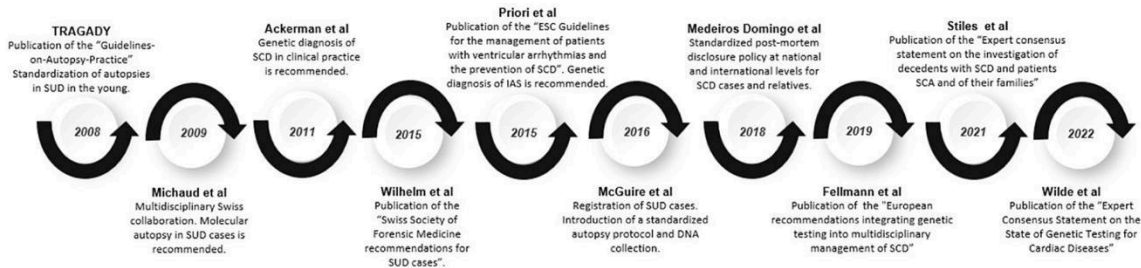 TRAGADY
Publication of the “Guidelines-
on-Autopsy-Practice”
Standardization of autopsies
in SUD in the young.
2008
2009
Michaud et al
Multidisciplinary Swiss
collaboration. Molecular
autopsy in SUD cases is
recommended.
Ackerman et al
Genetic diagnosis of
SCD in clinical practice
is recommended.
2011
2015
Wilhelm et al
Publication of the
“Swiss Society of
Forensic Medicine
recommendations for
SUD cases”.
Priori et al
Publication of the “ESC Guidelines
for the management of patients
with ventricular arrhythmias and
the prevention of SCD”. Genetic
diagnosis of IAS is recommended.
2015
2016
McGuire et al
Registration of SUD cases.
Introduction of a standardized
autopsy protocol and DNA
collection.
Medeiros Domingo et al
Standardized post-mortem
disclosure policy at national
and international levels for
SCD cases and relatives.
2018
2019
Fellmann et al
Publication of the “European
recommendations integrating genetic
testing into multidisciplinary
management of SCD”
Stiles et al
Publication of the “Expert consensus
statement on the investigation of
decedents with SCD and patients
SCA and of their families”
2021
2022
Wilde et al
Publication of the “Expert
Consensus Statement on the
State of Genetic Testing for
Cardiac Diseases”